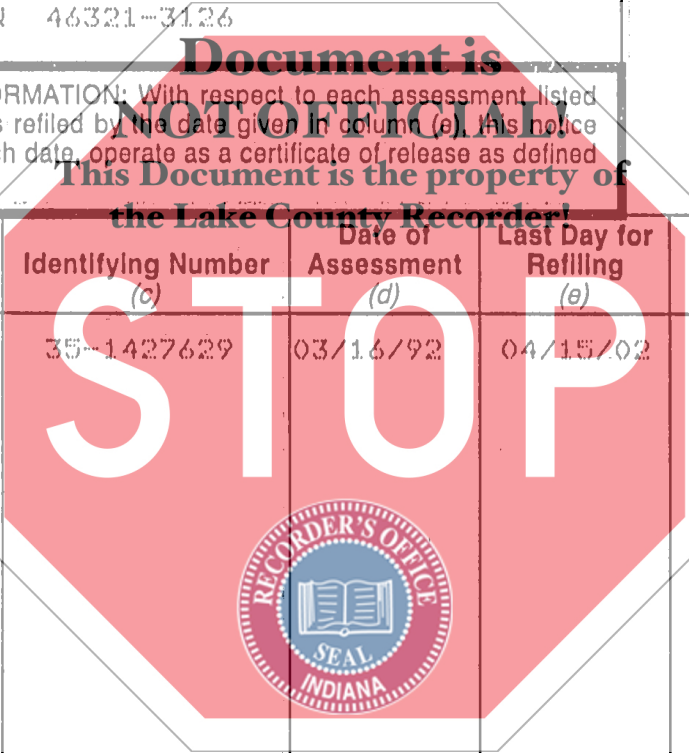 46321-3126
Document is
ORMATION: With respect to each assessment listed
NOT OFFICIAL!
s refiled by the date given in column (e), this notice
ch date, operate as a certificate of release as defined
This Document is the property of
the Lake County Recorder!
Identifying Number
(c)
Date of
Assessment
(d)
Last Day for
Refiling
(e)
35-1427629 03/16/92 04/15/02
STOP
RECORDER'S OFFICE
SEAL
INDIANA